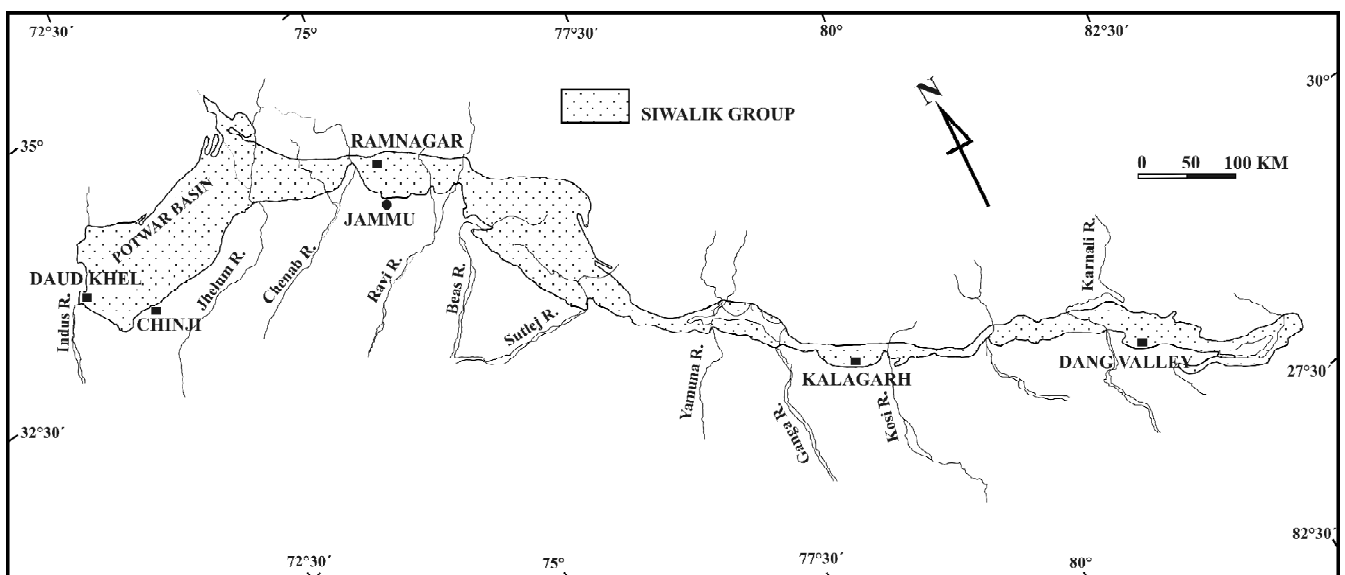 72°30′
75°
77°30′
80°
82°30′
30°
N
SIWALIK GROUP
35°
RAMNAGAR
0 50 100 KM
POTWAR BASIN
JAMMU
Karnali R.
DAUD KHEL
Jhelum R.
Chenab R.
Ravi R.
Beas R.
Indus R.
CHINJI
Sutlej R.
Yamuna R.
DANG VALLEY
KALAGARH
27°30′
Ganga R.
Kosi R.
32°30′
82°30′
72°30′
75°
77°30′
80°